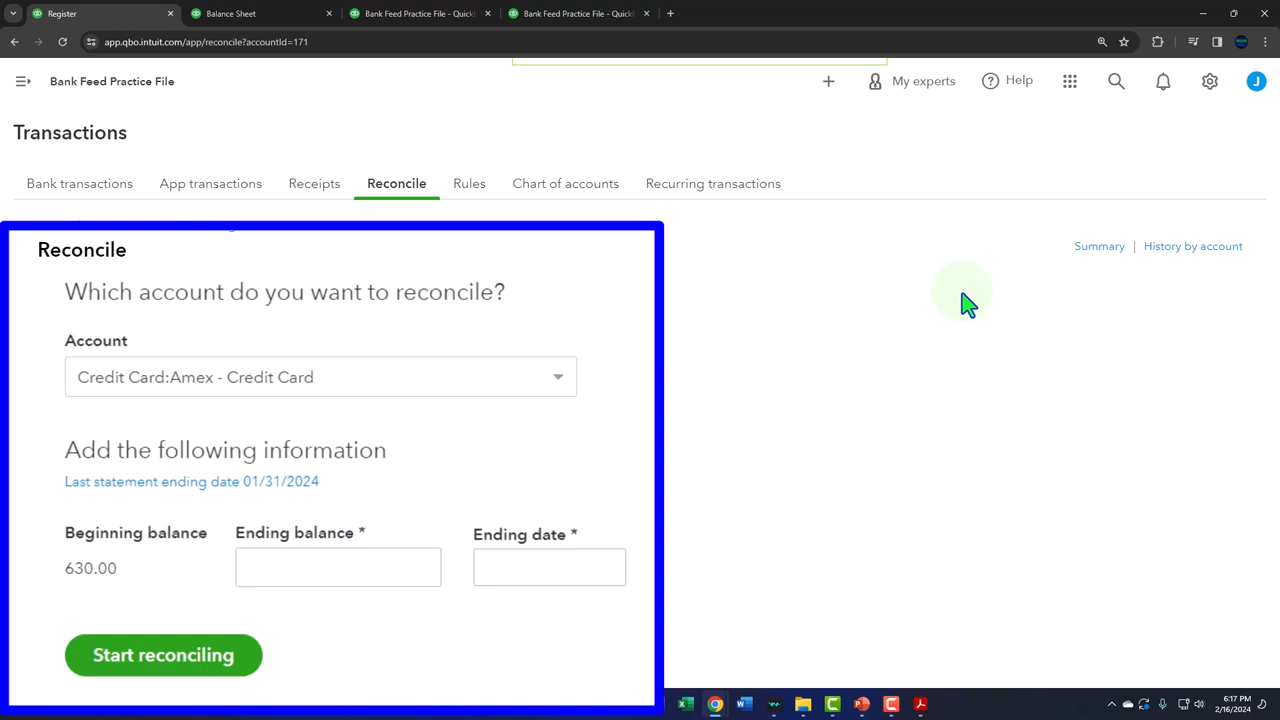 Register
Balance Sheet
Bank Feed Practice File - Quick
Bank Feed Practice File - Quick
app.qbo.intuit.com/app/reconcile?accountId=171
Bank Feed Practice File
My experts
Help
J
Transactions
Bank transactions
App transactions
Receipts
Reconcile
Rules
Chart of accounts
Recurring transactions
Reconcile
Summary | History by account
Which account do you want to reconcile?
Account
Credit Card:Amex - Credit Card
Add the following information
Last statement ending date 01/31/2024
Beginning balance
Ending balance *
Ending date *
630.00
Start reconciling
6:17 PM
2/16/2024